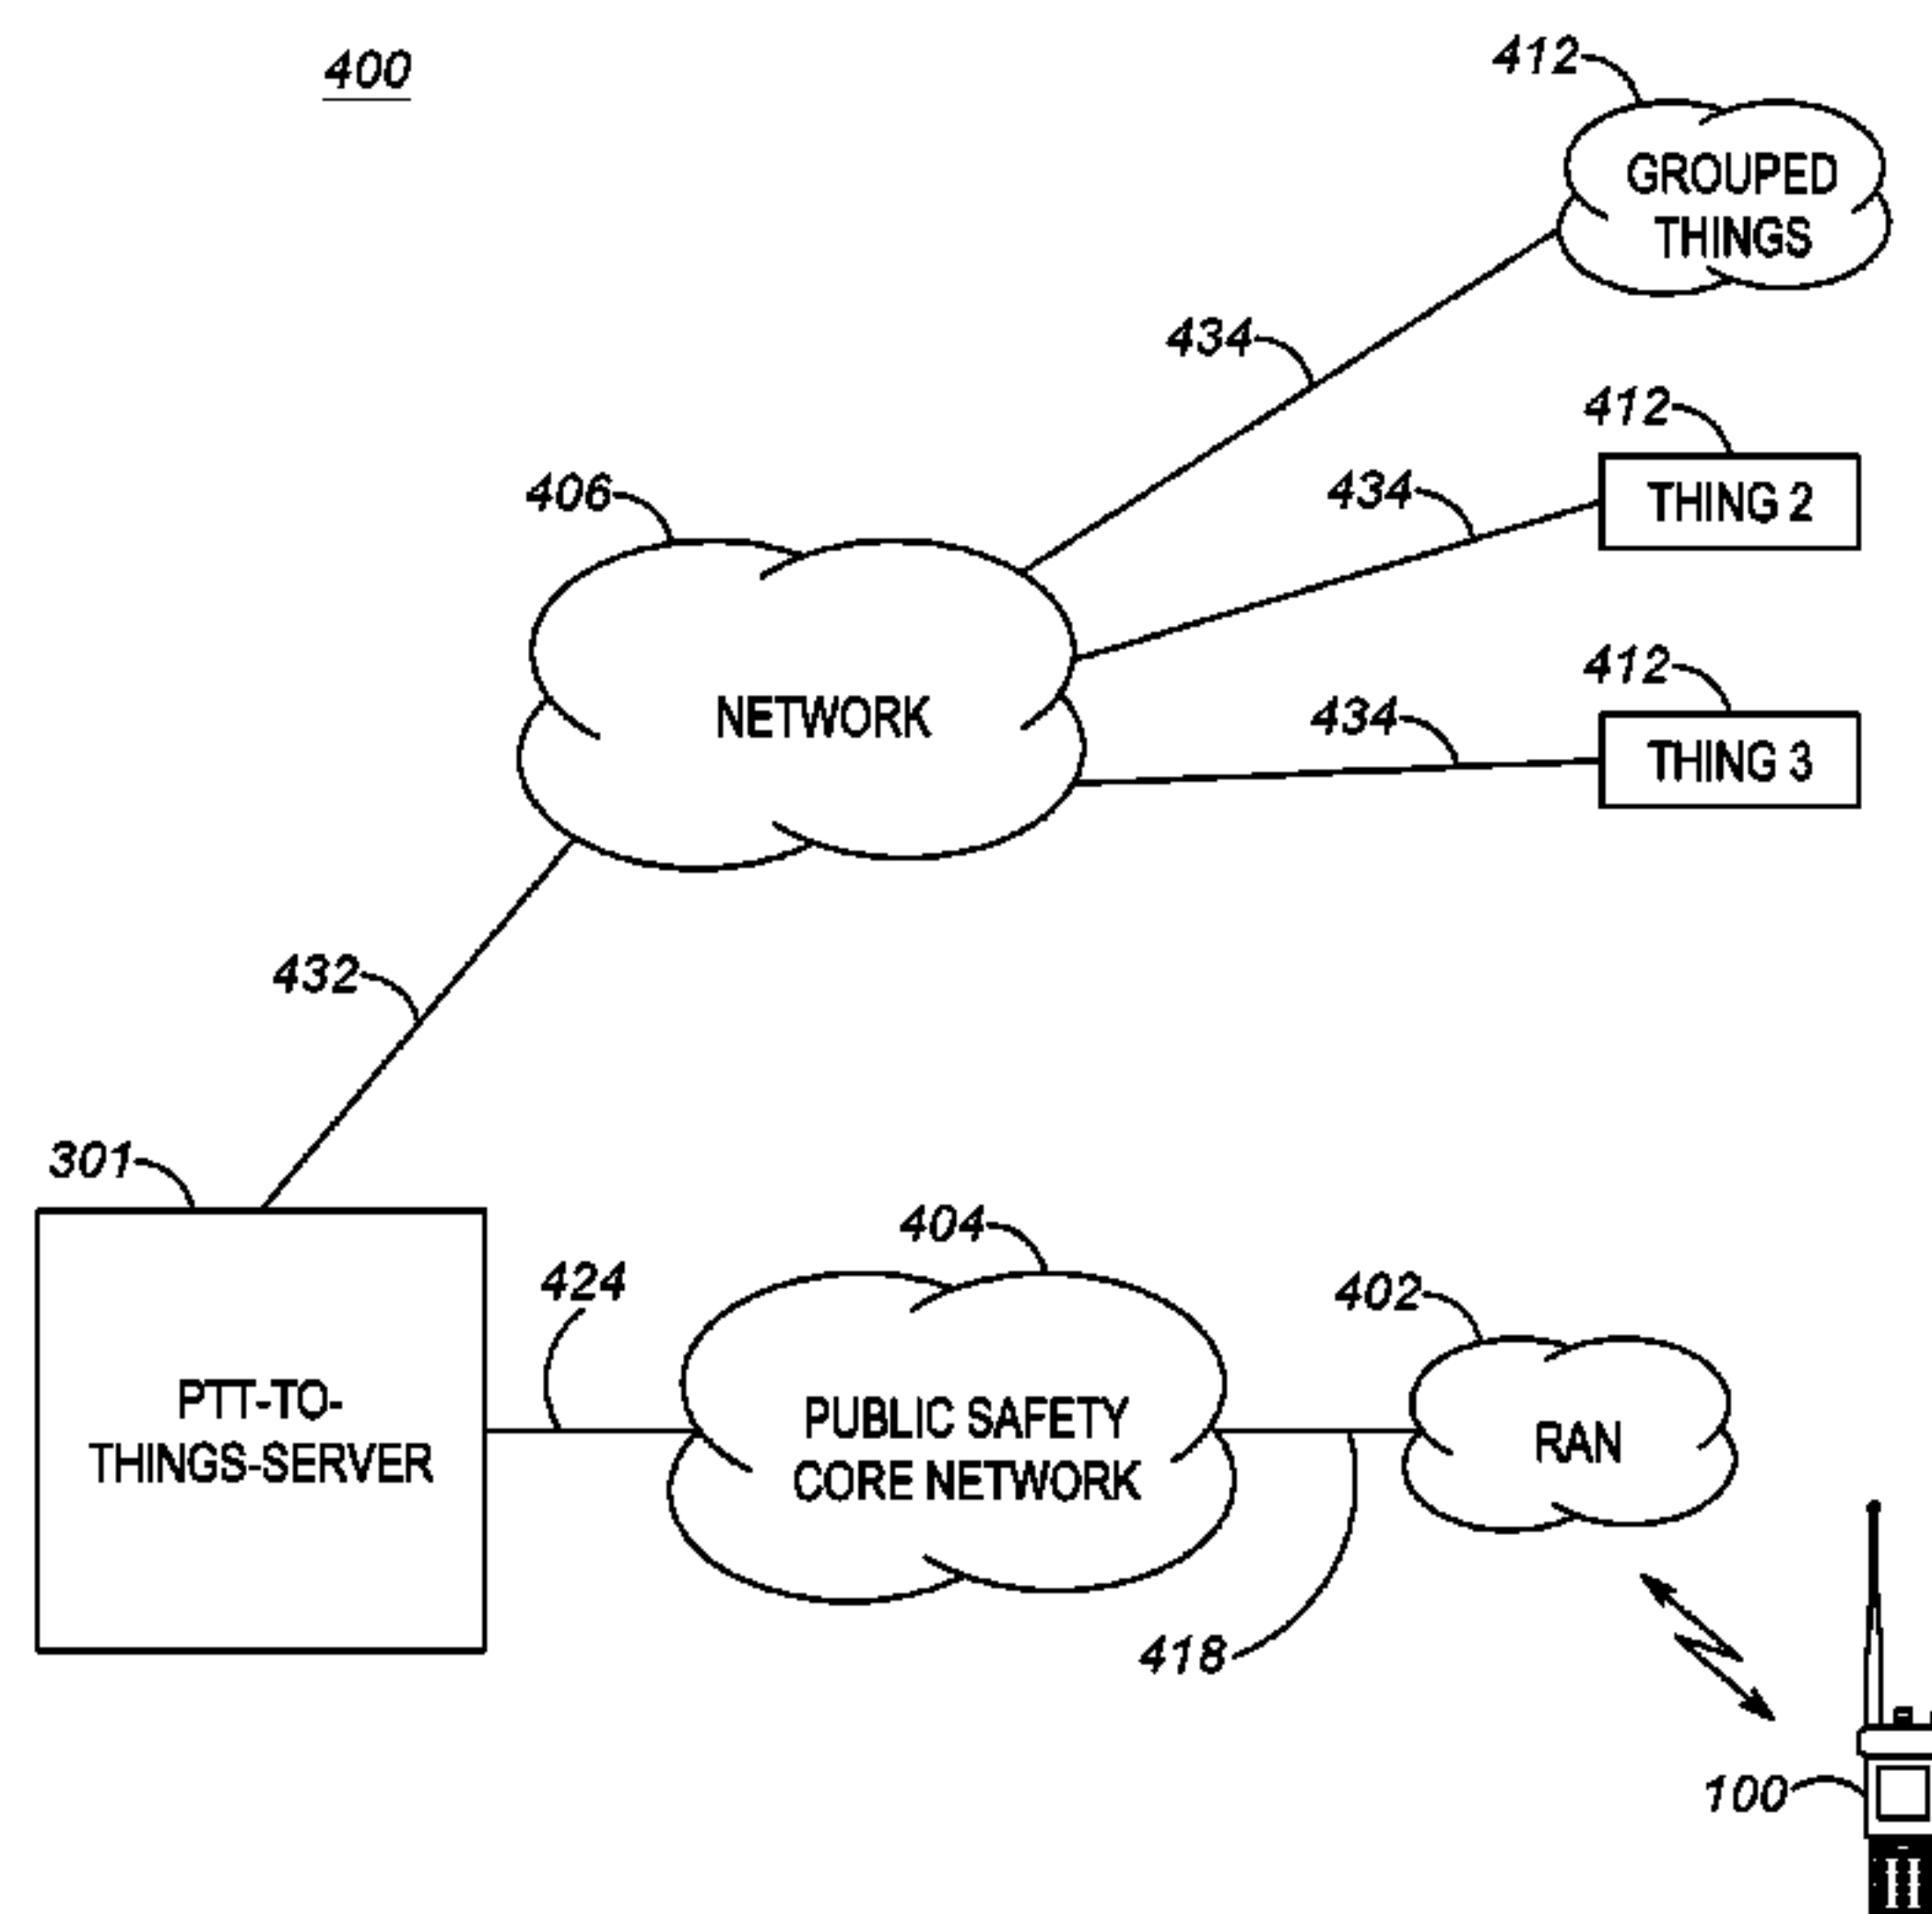 400
412
GROUPED
THINGS
434
412
434
THING 2
406
412
434
THING 3
NETWORK
432
301
404
424
402
PTT-TO-
THINGS-SERVER
PUBLIC SAFETY
CORE NETWORK
RAN
418
100